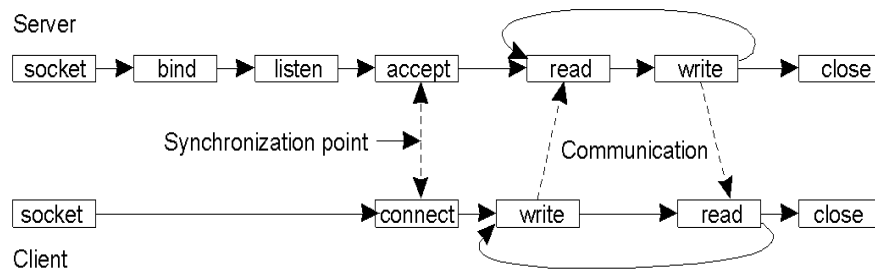 Server
socket bind listen accept read write close
Synchronization point
Communication
socket connect write read close
Client